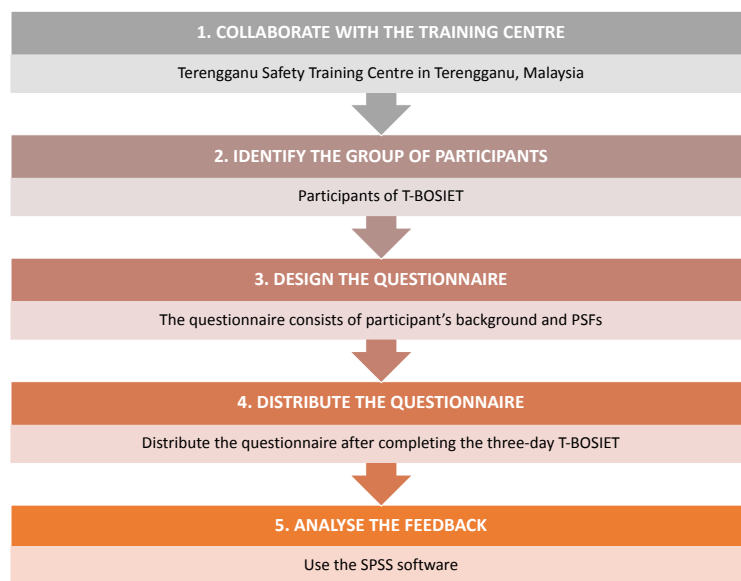 1. COLLABORATE WITH THE TRAINING CENTRE
Terengganu Safety Training Centre in Terengganu, Malaysia
2. IDENTIFY THE GROUP OF PARTICIPANTS
Participants of T-BOSIET
3. DESIGN THE QUESTIONNAIRE
The questionnaire consists of participant's background and PSFs
4. DISTRIBUTE THE QUESTIONNAIRE
Distribute the questionnaire after completing the three-day T-BOSIET
5. ANALYSE THE FEEDBACK
Use the SPSS software